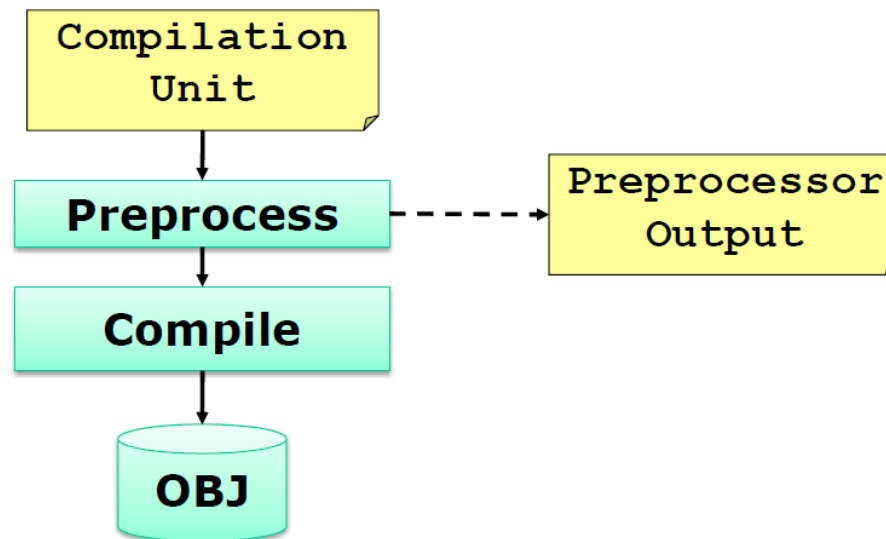 Compilation
Unit
Preprocess
Preprocessor
Output
Compile
OBJ